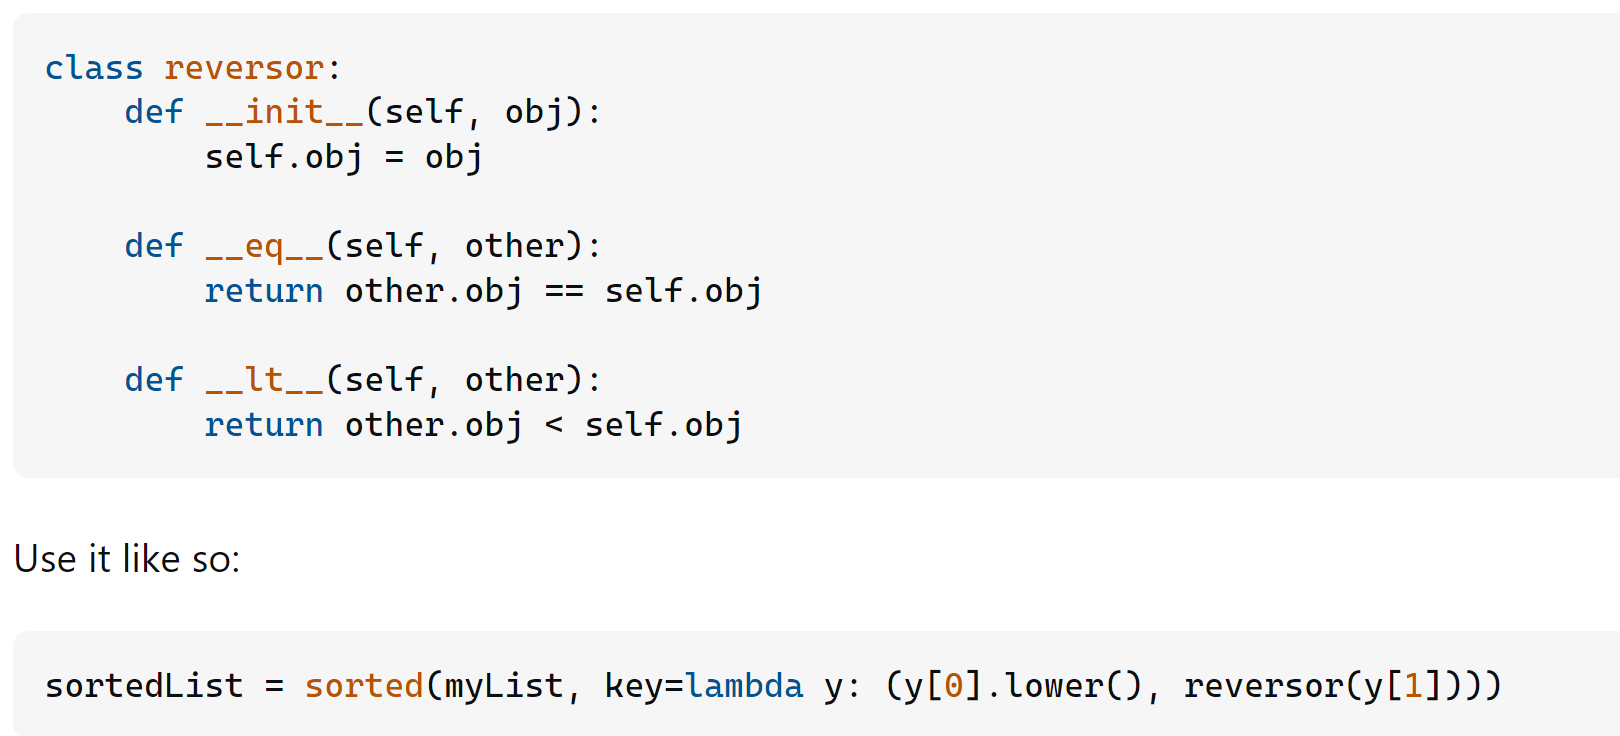 class reversor:
    def __init__(self, obj):
        self.obj = obj
    def __eq__(self, other):
        return other.obj == self.obj
    def __lt__(self, other):
        return other.obj < self.obj
Use it like so:
sortedList = sorted(myList, key=lambda y: (y[0].lower(), reversor(y[1])))